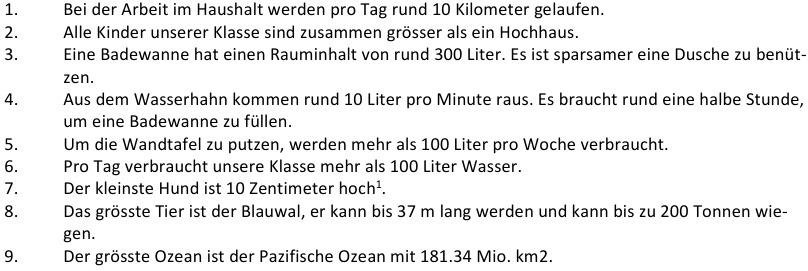 1. Bei der Arbeit im Haushalt werden pro Tag rund 10 Kilometer gelaufen.
2. Alle Kinder unserer Klasse sind zusammen grösser als ein Hochhaus.
3. Eine Badewanne hat einen Rauminhalt von rund 300 Liter. Es ist sparsamer eine Dusche zu benüt-
zen.
4. Aus dem Wasserhahn kommen rund 10 Liter pro Minute raus. Es braucht rund eine halbe Stunde,
um eine Badewanne zu füllen.
5. Um die Wandtafel zu putzen, werden mehr als 100 Liter pro Woche verbraucht.
6. Pro Tag verbraucht unsere Klasse mehr als 100 Liter Wasser.
7. Der kleinste Hund ist 10 Zentimeter hoch¹.
8. Das grösste Tier ist der Blauwal, er kann bis 37 m lang werden und kann bis zu 200 Tonnen wie-
gen.
9. Der grösste Ozean ist der Pazifische Ozean mit 181.34 Mio. km2.